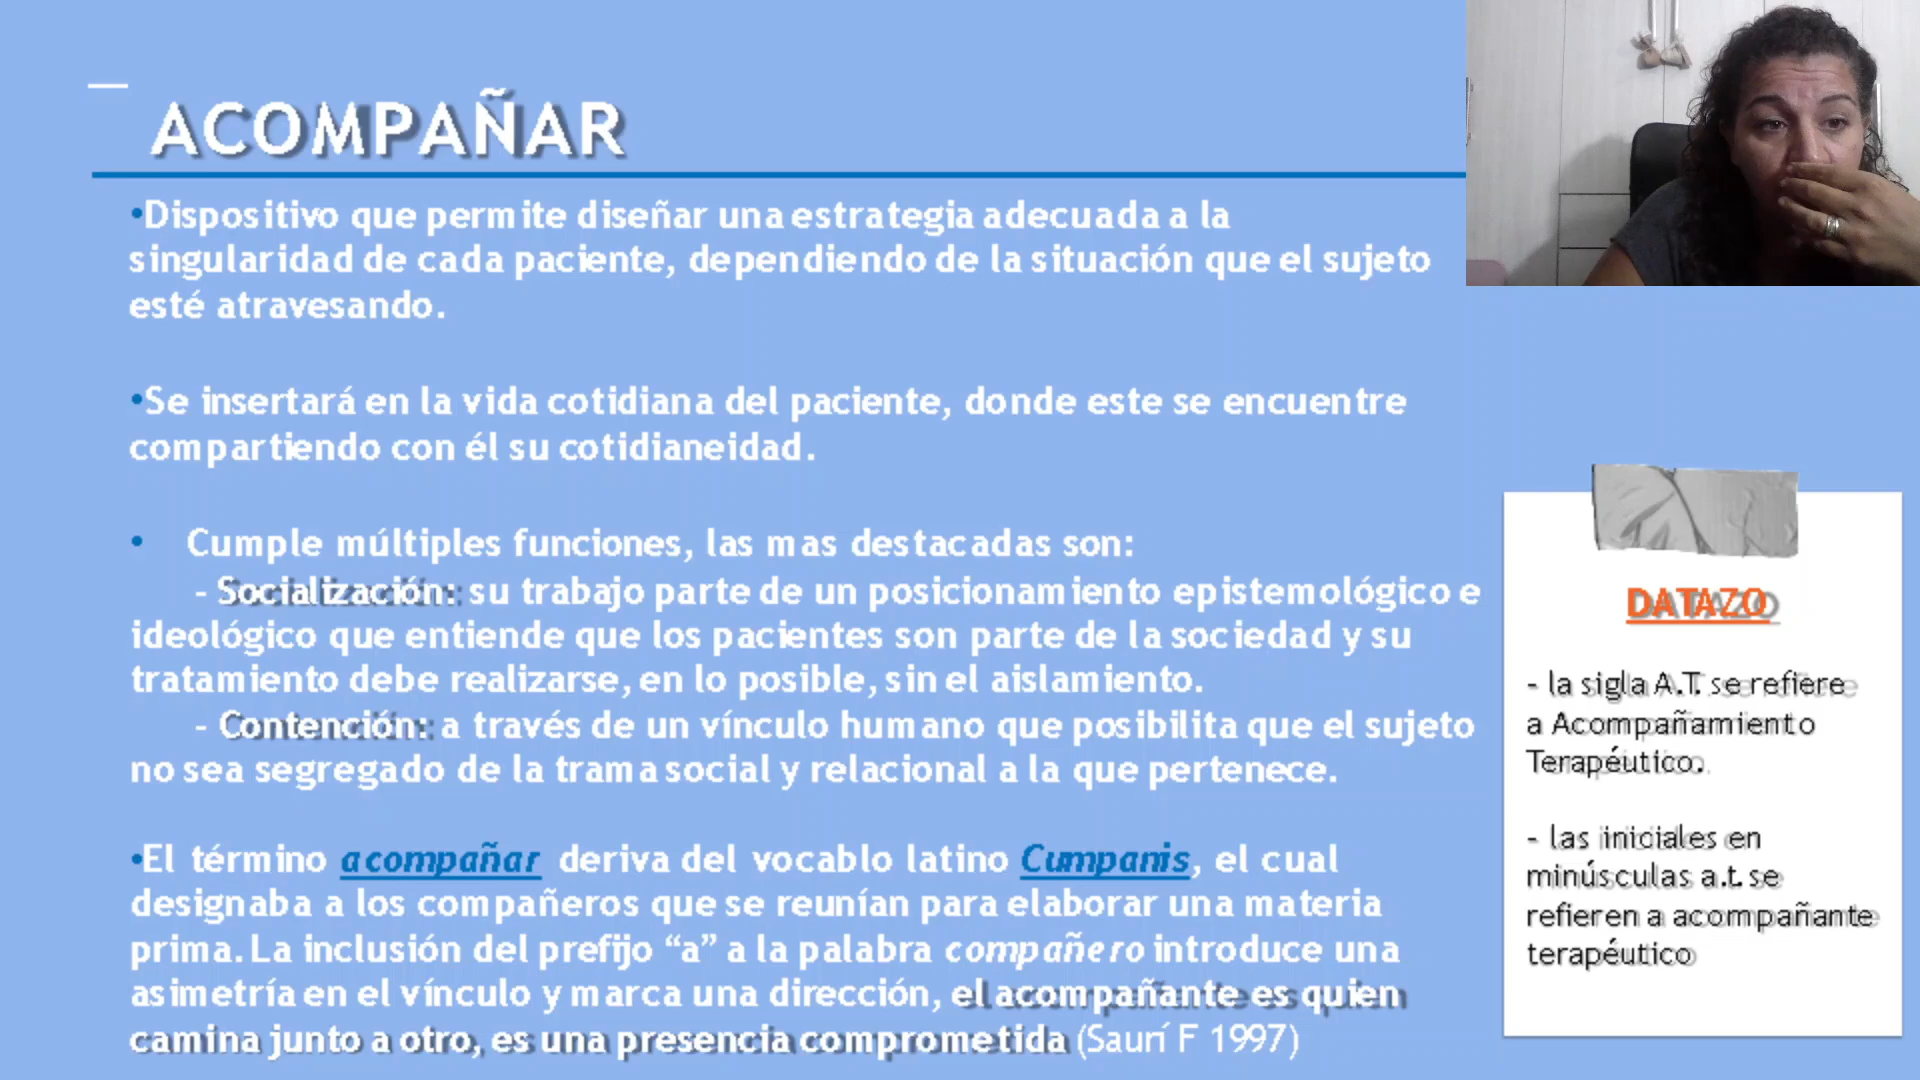 ACOMPAÑAR
•Dispositivo que permite diseñar una estrategia adecuada a la
singularidad de cada paciente, dependiendo de la situación que el sujeto
esté atravesando.
•Se insertará en la vida cotidiana del paciente, donde este se encuentre
compartiendo con él su cotidianeidad.
• Cumple múltiples funciones, las mas destacadas son:
- Socialización: su trabajo parte de un posicionamiento epistemológico e
ideológico que entiende que los pacientes son parte de la sociedad y su
tratamiento debe realizarse, en lo posible, sin el aislamiento.
- Contención: a través de un vínculo humano que posibilita que el sujeto
no sea segregado de la trama social y relacional a la que pertenece.
•El término acompañar deriva del vocablo latino Cumpanis, el cual
designaba a los compañeros que se reunían para elaborar una materia
prima. La inclusión del prefijo “a” a la palabra compañero introduce una
asimetría en el vínculo y marca una dirección, el acompañante es quien
camina junto a otro, es una presencia comprometida (Saurí F 1997)
DATAZO
- la sigla A.T. se refiere
a Acompañamiento
Terapéutico.
- las iniciales en
minúsculas a.t. se
refieren a acompañante
terapéutico